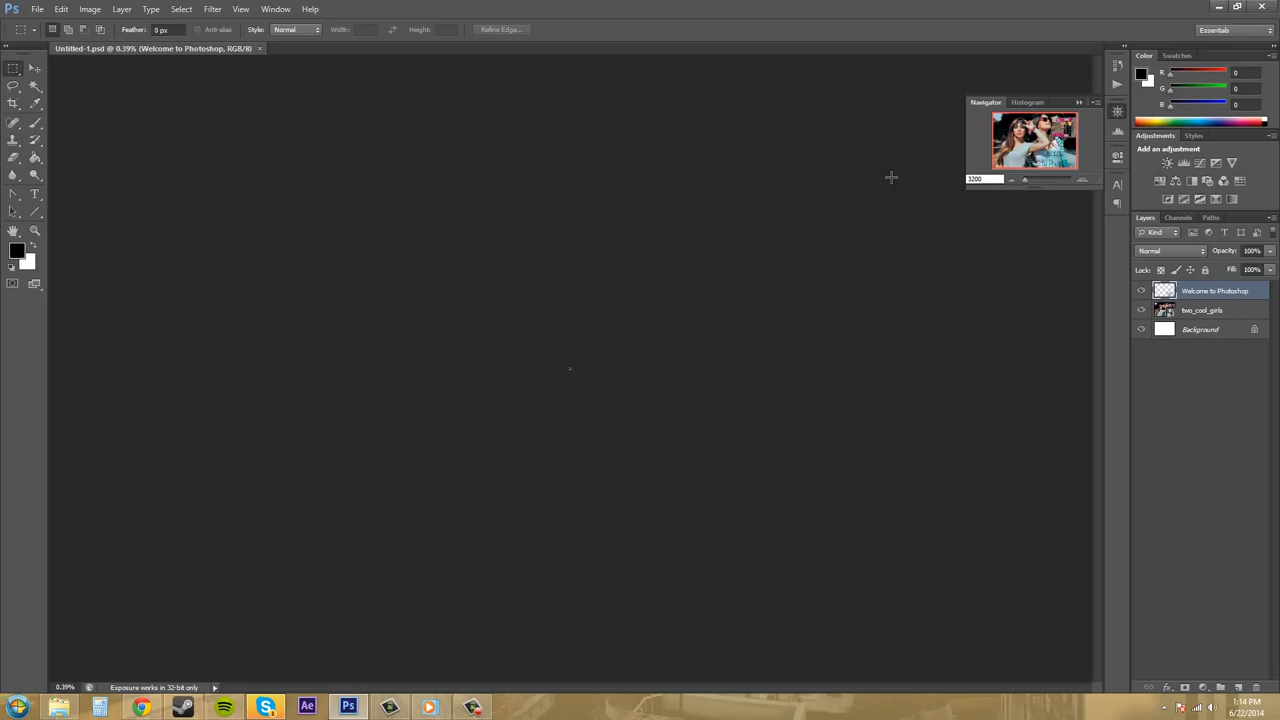 Ps File Edit Image Layer Type Select Filter View Window Help
Feather: 0 px Anti-alias Style: Normal Width: Height: Refine Edge... Essentials
Untitled-1.psd @ 0.39% (Welcome to Photoshop, RGB/8) ×
Color Swatches
R 0
G 0
B 0
Navigator Histogram
3200
Adjustments Styles
Add an adjustment
Layers Channels Paths
Kind
Normal Opacity: 100%
Lock: Fill: 100%
Welcome to Photoshop
two_cool_girls
Background
0.39% Exposure works in 32-bit only
Ae Ps
1:14 PM
6/22/2014